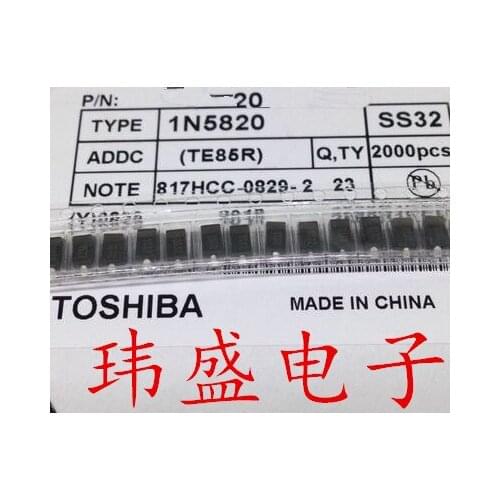 P/N: 20
TYPE 1N5820 SS32
ADDC (TE85R) Q,TY 2000pcs
NOTE 817HCC-0829-2 23 Pb
TOSHIBA MADE IN CHINA
玮盛电子